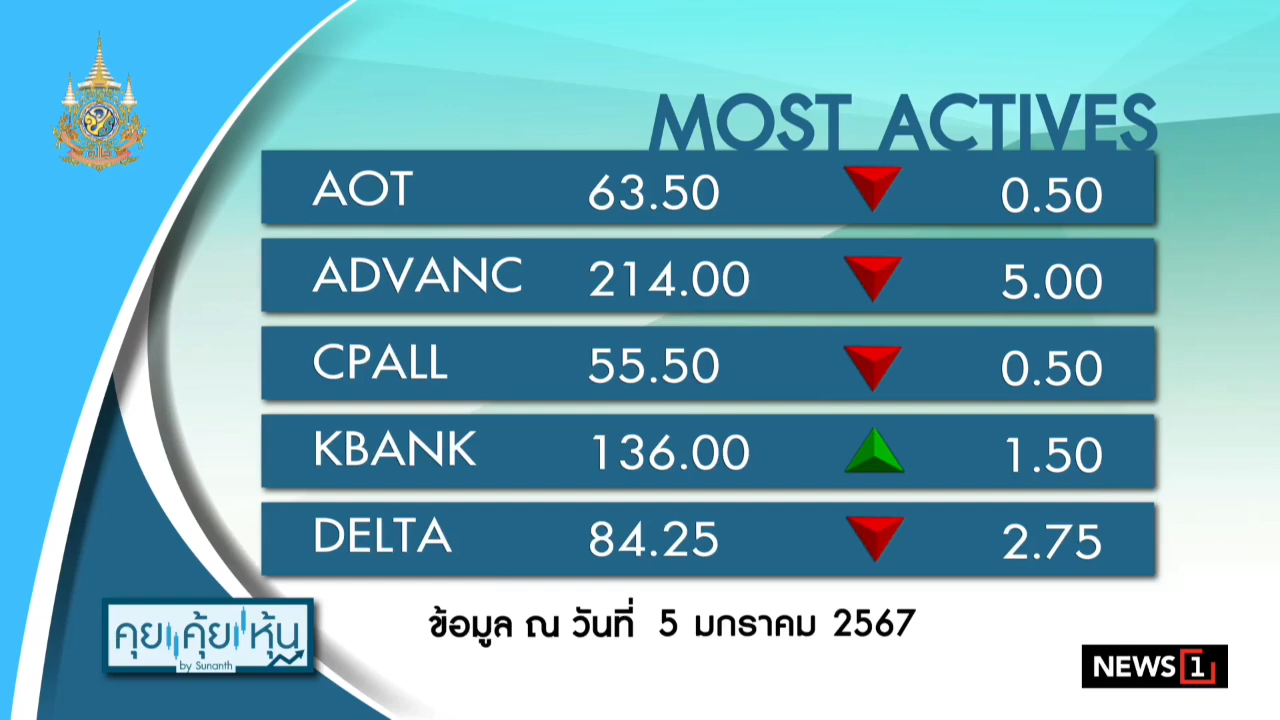 MOST ACTIVES
AOT 63.50 0.50
ADVANC 214.00 5.00
CPALL 55.50 0.50
KBANK 136.00 1.50
DELTA 84.25 2.75
ข้อมูล ณ วันที่ 5 มกราคม 2567
คุย คุ้ย หุ้น
by Sunanth
NEWS 1